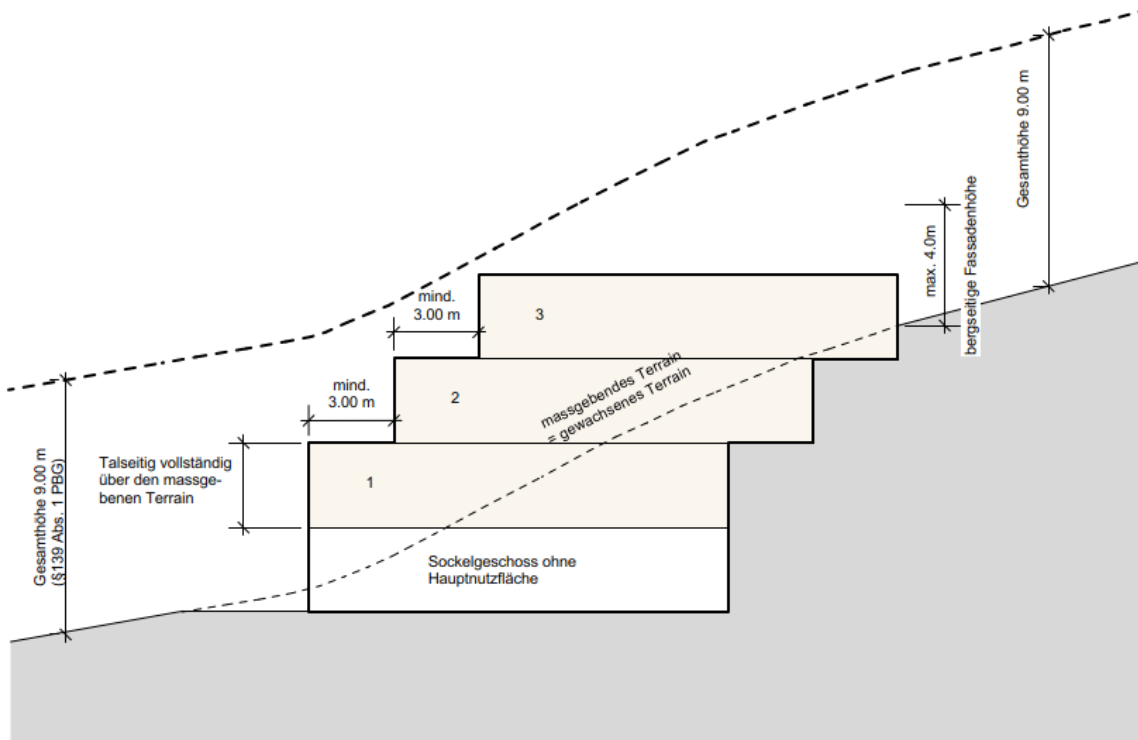 Gesamthöhe 9.00 m
max. 4.0m
bergseitige Fassadenhöhe
mind.
3.00 m
3
mind.
3.00 m
2
massgebendes Terrain
= gewachsenes Terrain
Talseitig vollständig
über den massge-
benen Terrain
1
Gesamthöhe 9.00 m
(§139 Abs. 1 PBG)
Sockelgeschoss ohne
Hauptnutzfläche